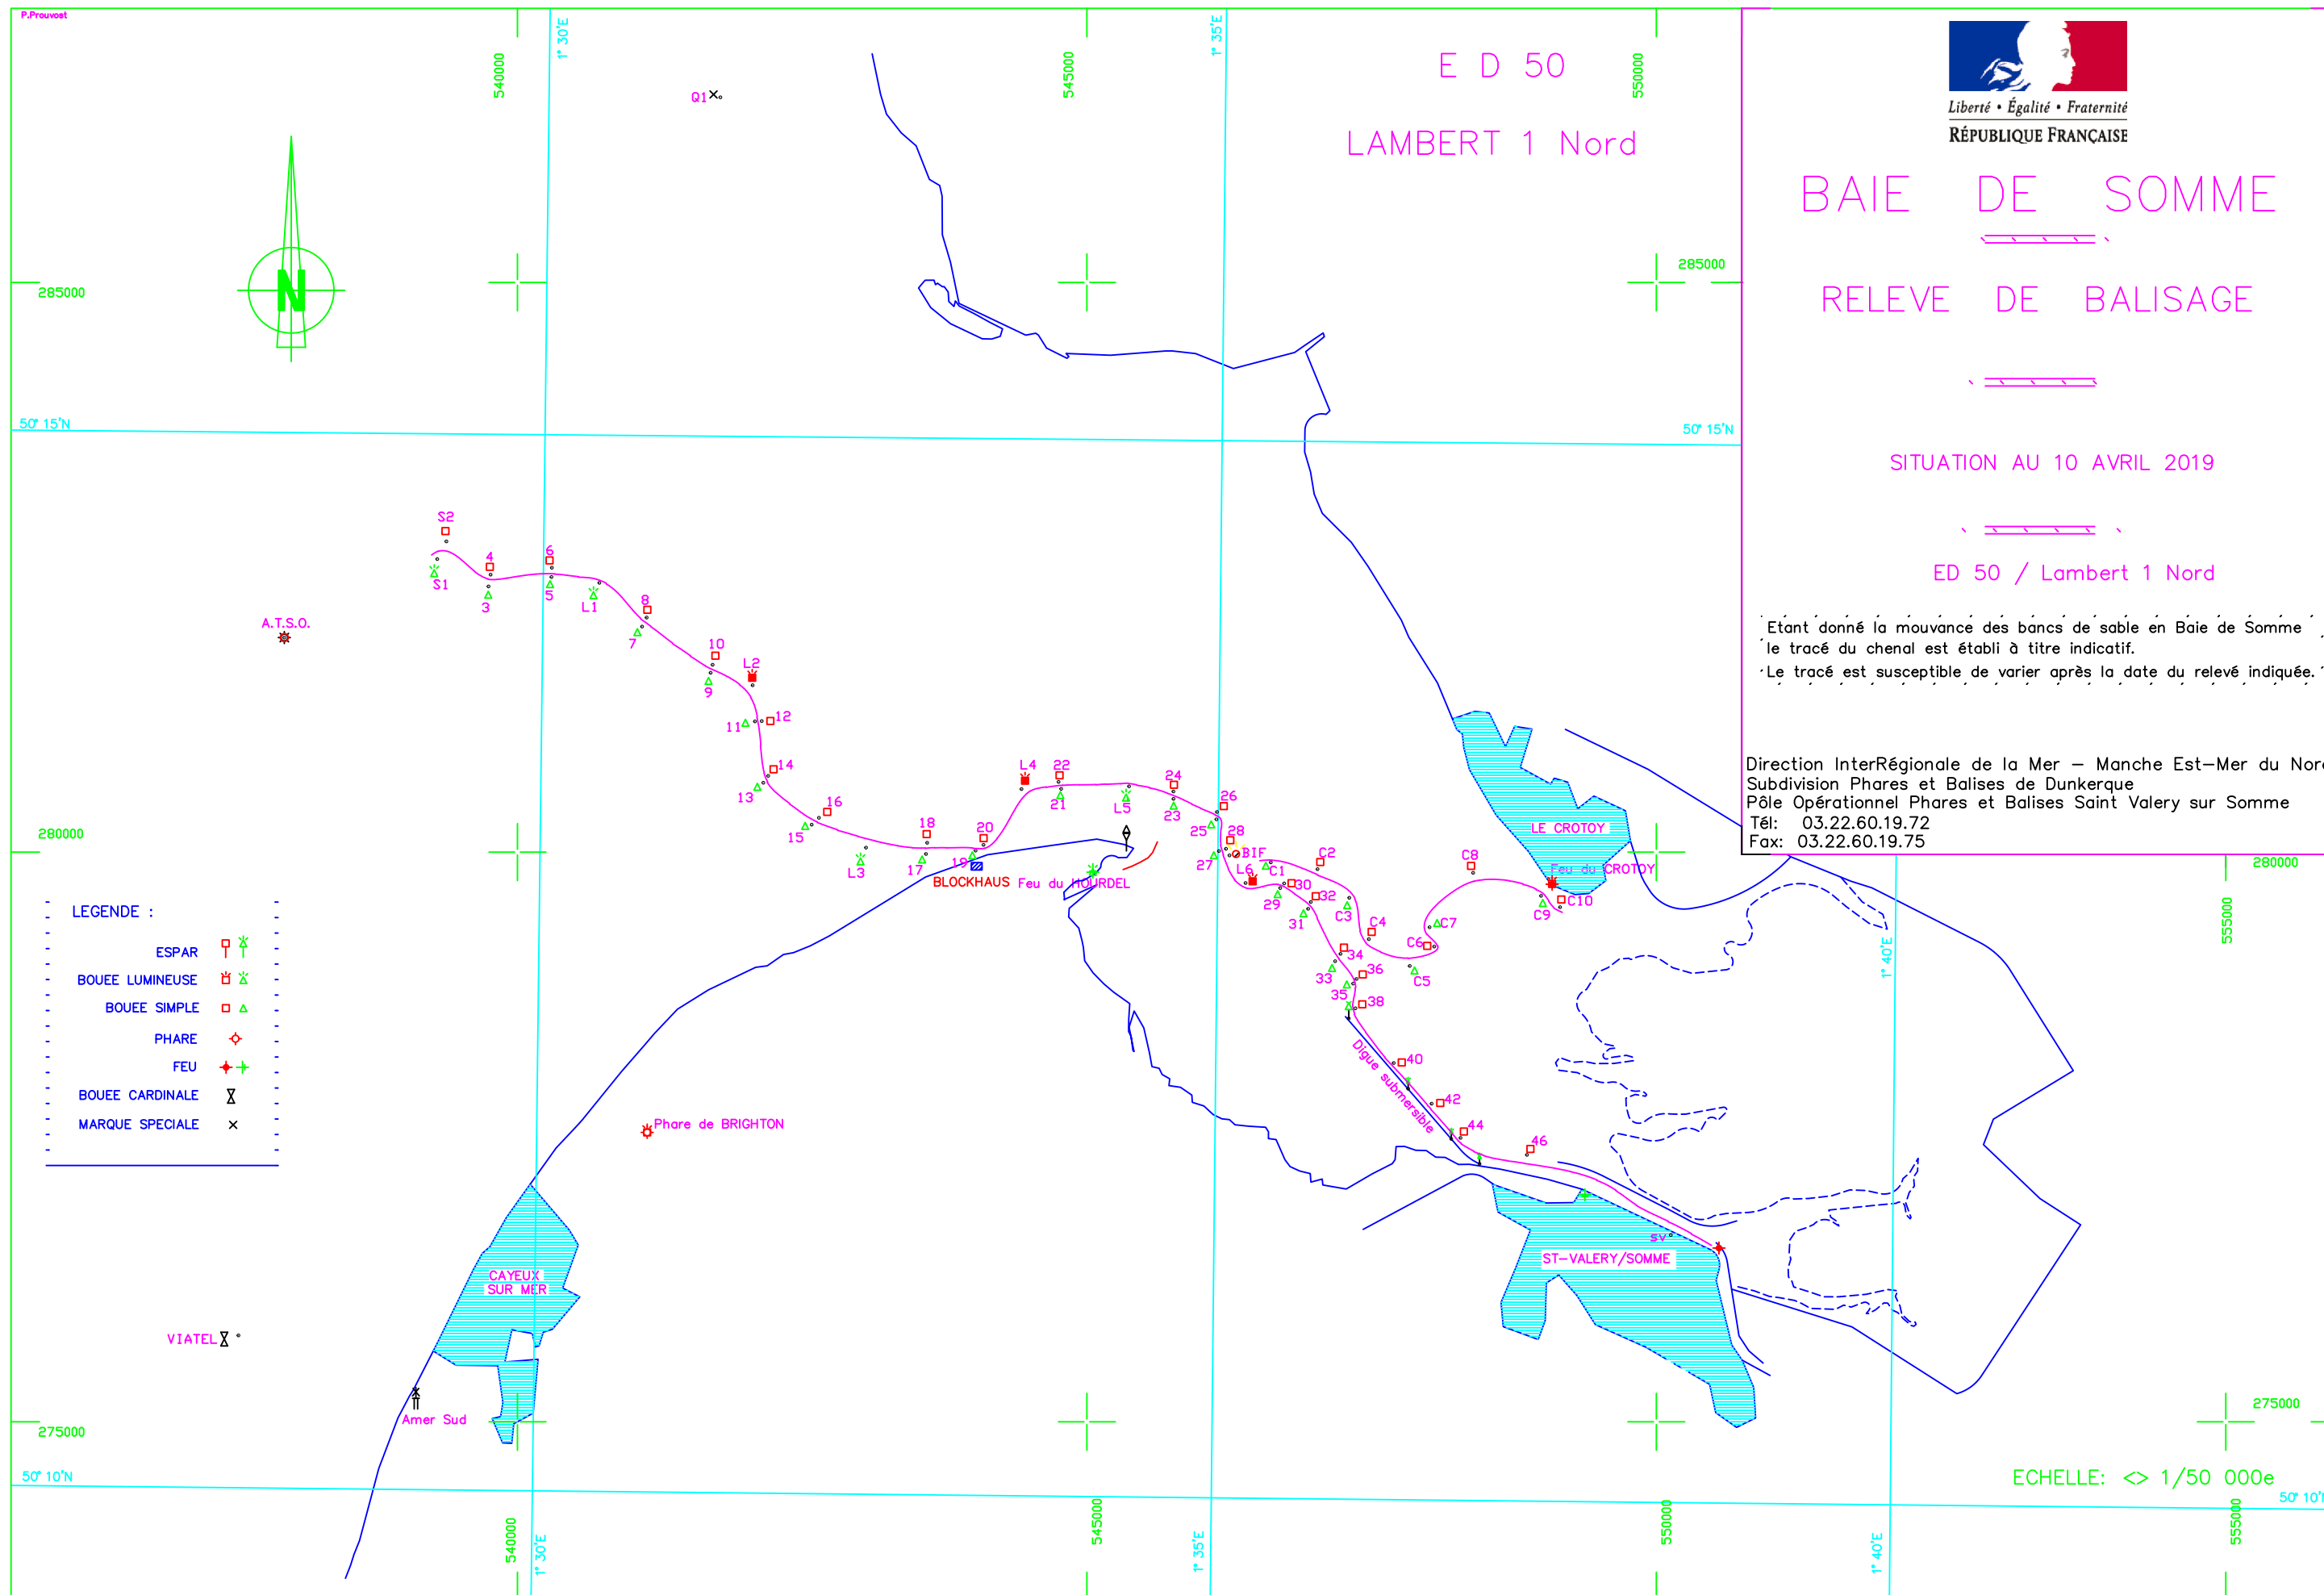 P.Prouvost
540000
1° 30'E
545000
1° 35'E
550000
E D 50
LAMBERT 1 Nord
Q1
N
285000
285000
50° 15'N
50° 15'N
Liberté • Égalité • Fraternité
RÉPUBLIQUE FRANÇAISE
BAIE DE SOMME
RELEVE DE BALISAGE
SITUATION AU 10 AVRIL 2019
ED 50 / Lambert 1 Nord
Etant donné la mouvance des bancs de sable en Baie de Somme
le tracé du chenal est établi à titre indicatif.
Le tracé est susceptible de varier après la date du relevé indiquée.
Direction InterRégionale de la Mer – Manche Est–Mer du Nord
Subdivision Phares et Balises de Dunkerque
Pôle Opérationnel Phares et Balises Saint Valery sur Somme
Tél: 03.22.60.19.72
Fax: 03.22.60.19.75
S2
S1
4
3
6
5
L1
8
7
A.T.S.O.
10
9
L2
11
12
14
13
16
15
L3
18
17
20
19
L4
22
21
L5
24
23
26
25
28
27
BIF
L6
C1
C2
30
29
32
31
C3
C4
C5
C6
C7
C8
C9
C10
34
33
36
35
38
40
42
44
46
280000
280000
BLOCKHAUS
Feu du HOURDEL
LE CROTOY
Feu du CROTOY
Digue submersible
LEGENDE :
ESPAR
BOUEE LUMINEUSE
BOUEE SIMPLE
PHARE
FEU
BOUEE CARDINALE
MARQUE SPECIALE
Phare de BRIGHTON
CAYEUX
SUR MER
VIATEL
Amer Sud
SV
ST–VALERY/SOMME
555000
1° 40'E
275000
275000
50° 10'N
50° 10'N
ECHELLE: <> 1/50 000e
540000
1° 30'E
545000
1° 35'E
550000
1° 40'E
555000